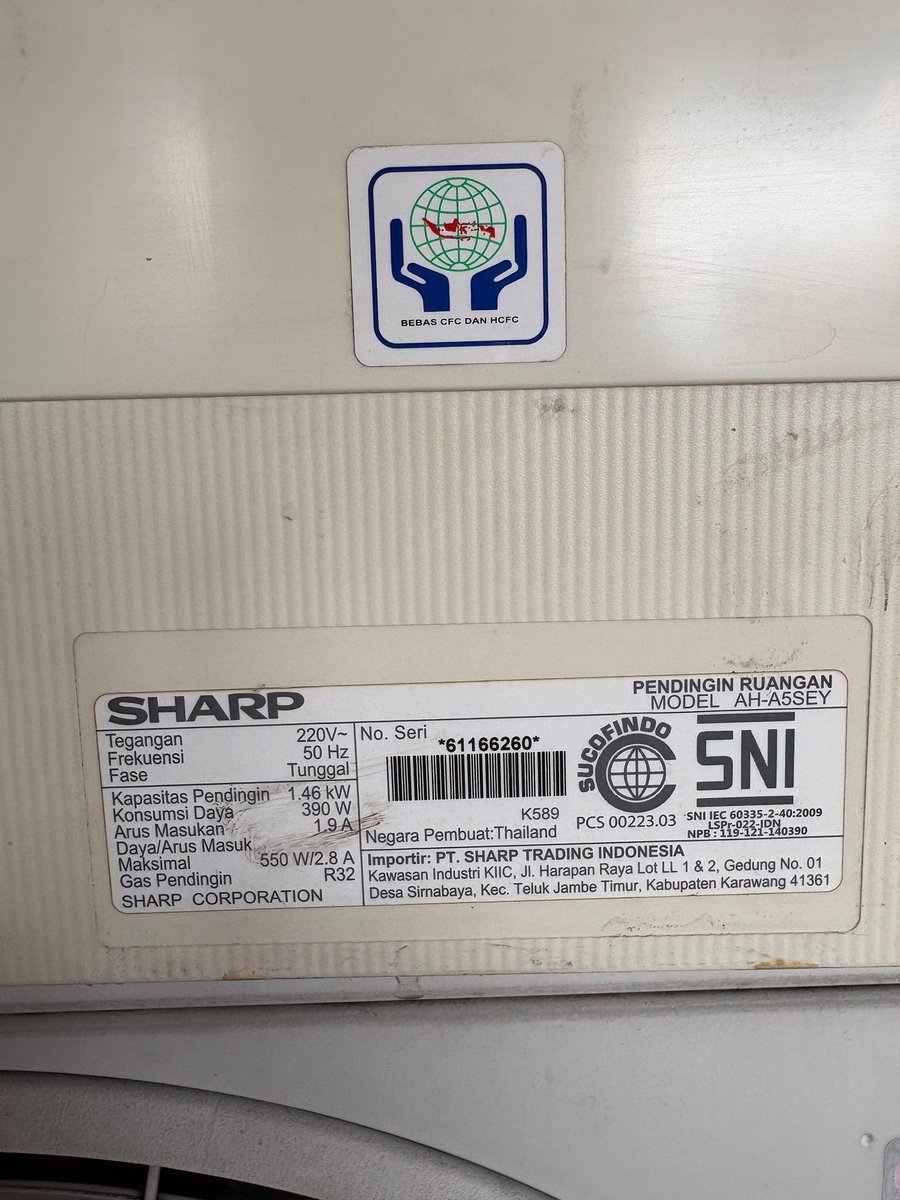 BEBAS CFC DAN HCFC
SHARP
PENDINGIN RUANGAN
MODEL AH-A5SEY
Tegangan 220V~
Frekuensi 50 Hz
Fase Tunggal
Kapasitas Pendingin 1.46 kW
Konsumsi Daya 390 W
Arus Masukan 1.9 A
Daya/Arus Masuk
Maksimal 550 W/2.8 A
Gas Pendingin R32
SHARP CORPORATION
No. Seri
*61166260*
K589
Negara Pembuat:Thailand
SUCOFINDO
PCS 00223.03
SNI
SNI IEC 60335-2-40:2009
LSPr-022-IDN
NPB : 119-121-140390
Importir: PT. SHARP TRADING INDONESIA
Kawasan Industri KIIC, Jl. Harapan Raya Lot LL 1 & 2, Gedung No. 01
Desa Sirnabaya, Kec. Teluk Jambe Timur, Kabupaten Karawang 41361